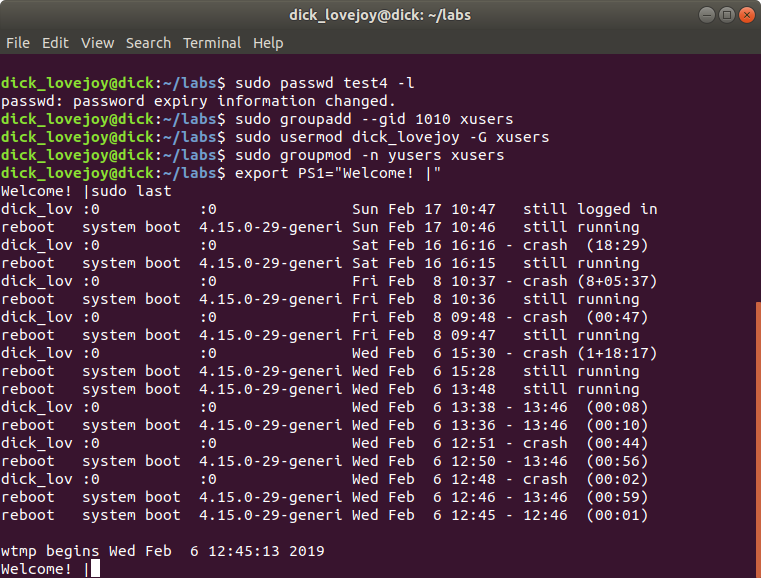 dick_lovejoy@dick: ~/labs
File Edit View Search Terminal Help
dick_lovejoy@dick:~/labs$ sudo passwd test4 -l
passwd: password expiry information changed.
dick_lovejoy@dick:~/labs$ sudo groupadd --gid 1010 xusers
dick_lovejoy@dick:~/labs$ sudo usermod dick_lovejoy -G xusers
dick_lovejoy@dick:~/labs$ sudo groupmod -n yusers xusers
dick_lovejoy@dick:~/labs$ export PS1="Welcome! |"
Welcome! |sudo last
dick_lov :0           :0               Sun Feb 17 10:47   still logged in
reboot   system boot  4.15.0-29-generi Sun Feb 17 10:46   still running
dick_lov :0           :0               Sat Feb 16 16:16 - crash  (18:29)
reboot   system boot  4.15.0-29-generi Sat Feb 16 16:15   still running
dick_lov :0           :0               Fri Feb  8 10:37 - crash (8+05:37)
reboot   system boot  4.15.0-29-generi Fri Feb  8 10:36   still running
dick_lov :0           :0               Fri Feb  8 09:48 - crash  (00:47)
reboot   system boot  4.15.0-29-generi Fri Feb  8 09:47   still running
dick_lov :0           :0               Wed Feb  6 15:30 - crash (1+18:17)
reboot   system boot  4.15.0-29-generi Wed Feb  6 15:28   still running
reboot   system boot  4.15.0-29-generi Wed Feb  6 13:48   still running
dick_lov :0           :0               Wed Feb  6 13:38 - 13:46  (00:08)
reboot   system boot  4.15.0-29-generi Wed Feb  6 13:36 - 13:46  (00:10)
dick_lov :0           :0               Wed Feb  6 12:51 - crash  (00:44)
reboot   system boot  4.15.0-29-generi Wed Feb  6 12:50 - 13:46  (00:56)
dick_lov :0           :0               Wed Feb  6 12:48 - crash  (00:02)
reboot   system boot  4.15.0-29-generi Wed Feb  6 12:46 - 13:46  (00:59)
reboot   system boot  4.15.0-29-generi Wed Feb  6 12:45 - 12:46  (00:01)
wtmp begins Wed Feb  6 12:45:13 2019
Welcome! |